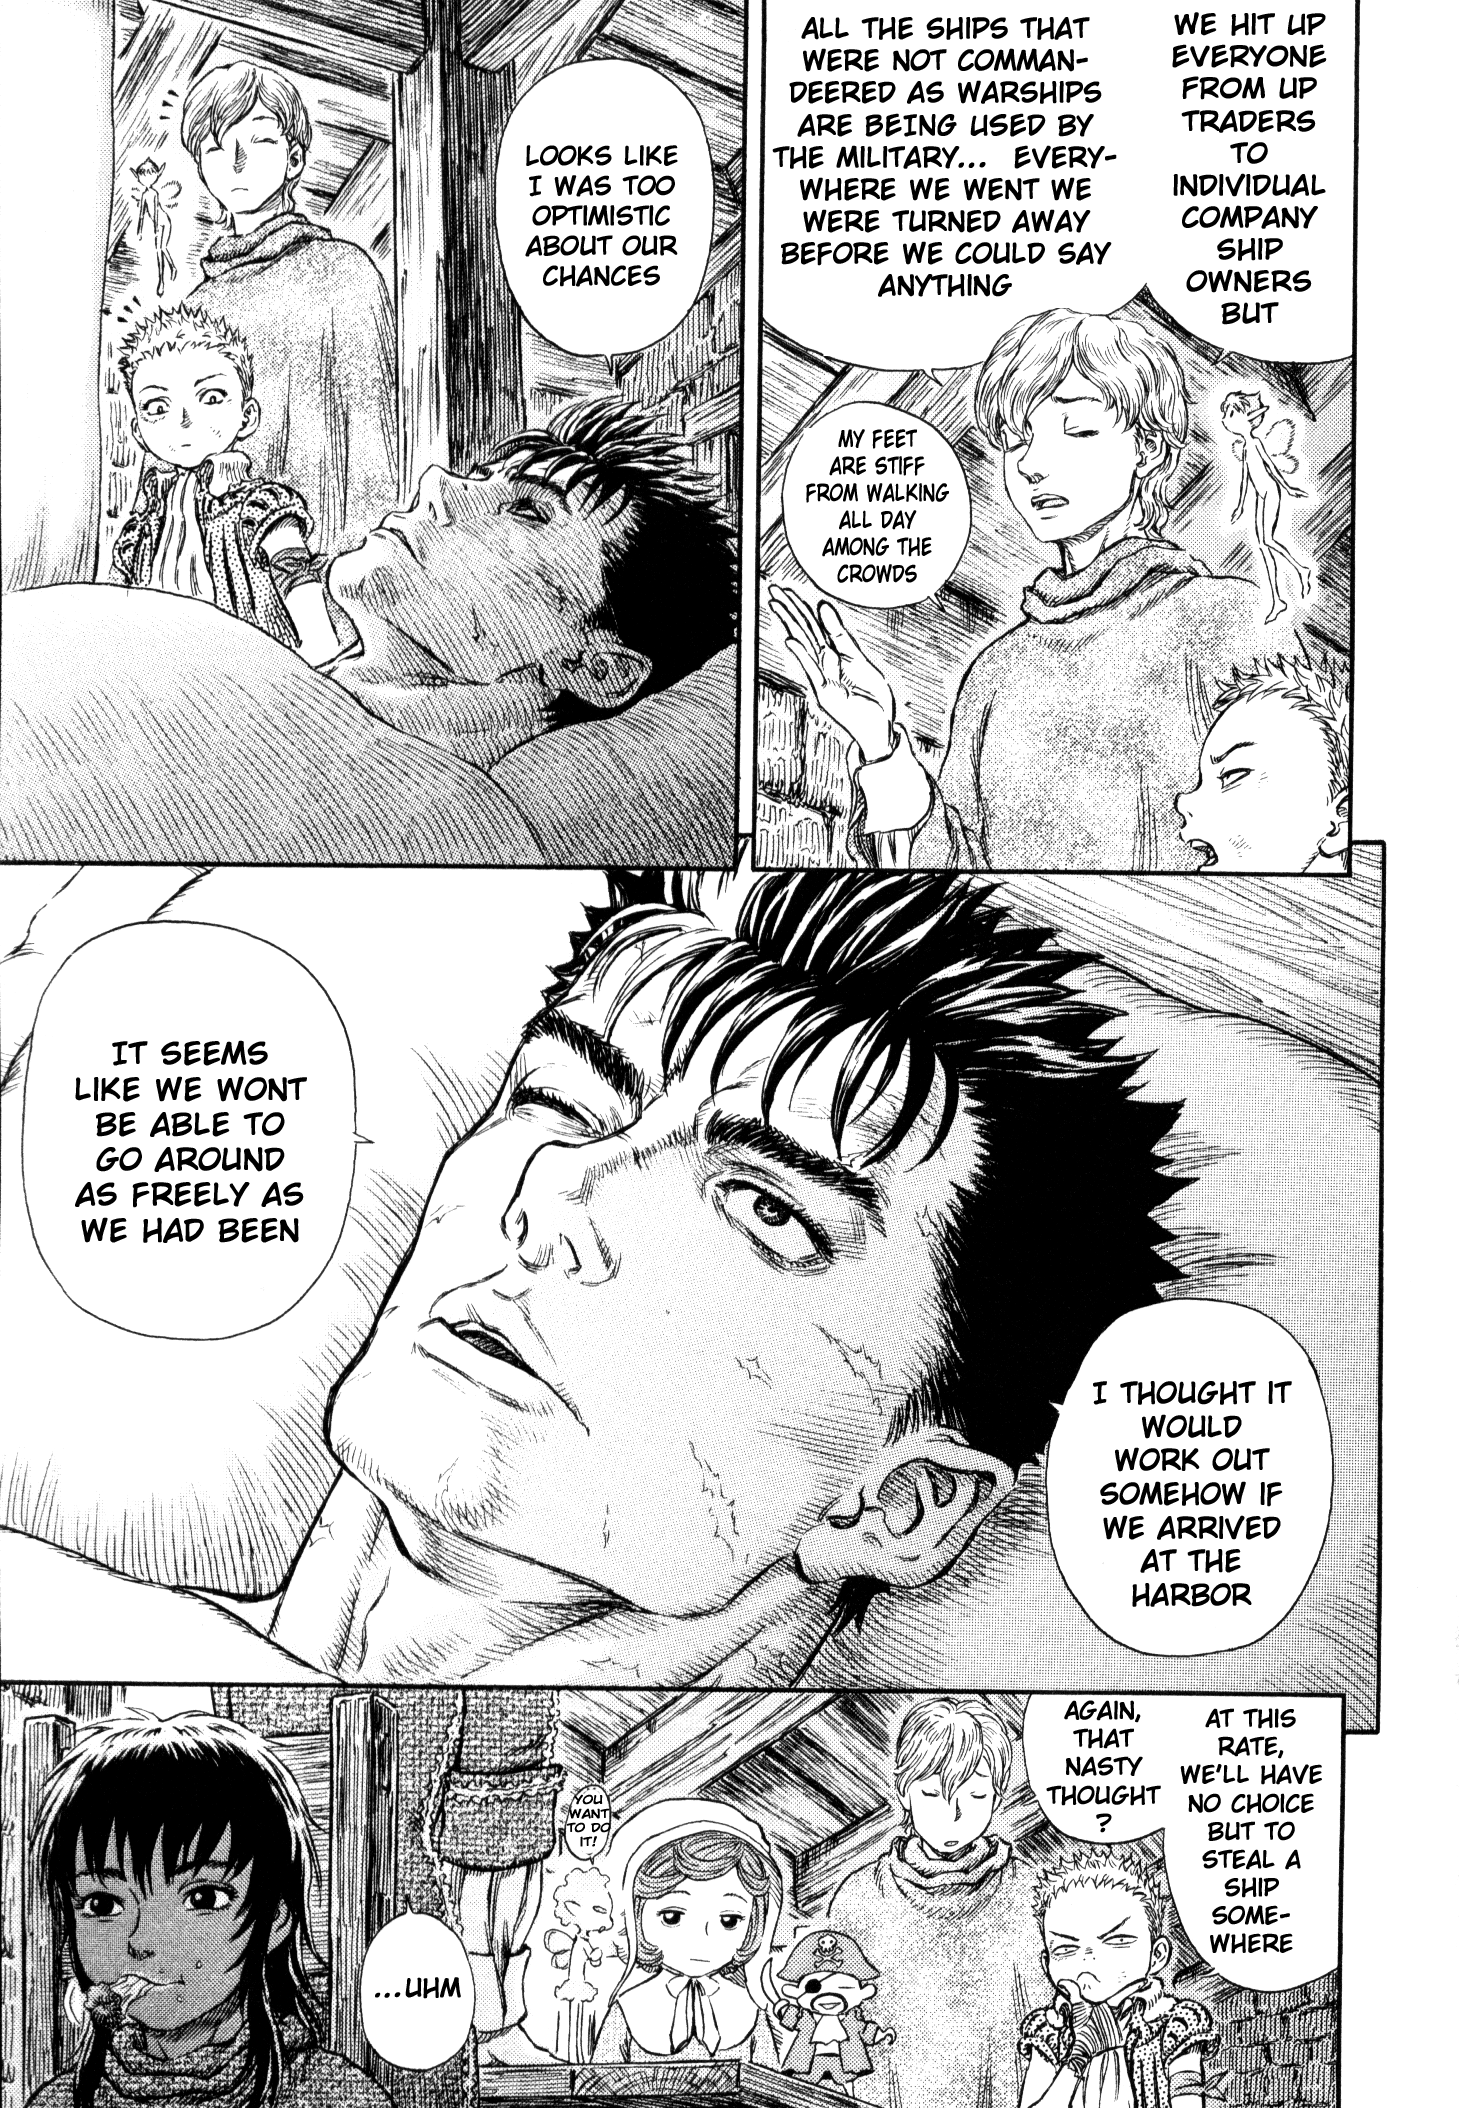 WE HIT UP
EVERYONE
FROM UP
TRADERS
TO
INDIVIDUAL
COMPANY
SHIP
OWNERS
BUT
ALL THE SHIPS THAT
WERE NOT COMMAN-
DEERED AS WARSHIPS
ARE BEING USED BY
THE MILITARY... EVERY-
WHERE WE WENT WE
WERE TURNED AWAY
BEFORE WE COULD SAY
ANYTHING
MY FEET
ARE STIFF
FROM WALKING
ALL DAY
AMONG THE
CROWDS
LOOKS LIKE
I WAS TOO
OPTIMISTIC
ABOUT OUR
CHANCES
I THOUGHT IT
WOULD
WORK OUT
SOMEHOW IF
WE ARRIVED
AT THE
HARBOR
IT SEEMS
LIKE WE WONT
BE ABLE TO
GO AROUND
AS FREELY AS
WE HAD BEEN
AT THIS
RATE,
WE'LL HAVE
NO CHOICE
BUT TO
STEAL A
SHIP
SOME-
WHERE
AGAIN,
THAT
NASTY
THOUGHT
?
YOU
WANT
TO DO
IT!
...UHM